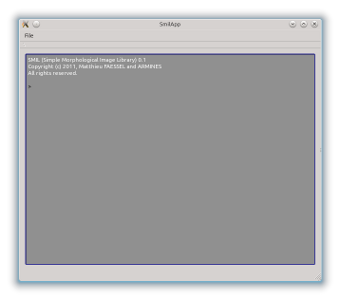 SmilApp
File
SMIL (Simple Morphological Image Library) 0.1
Copyright (c) 2011, Matthieu FAESSEL and ARMINES
All rights reserved.